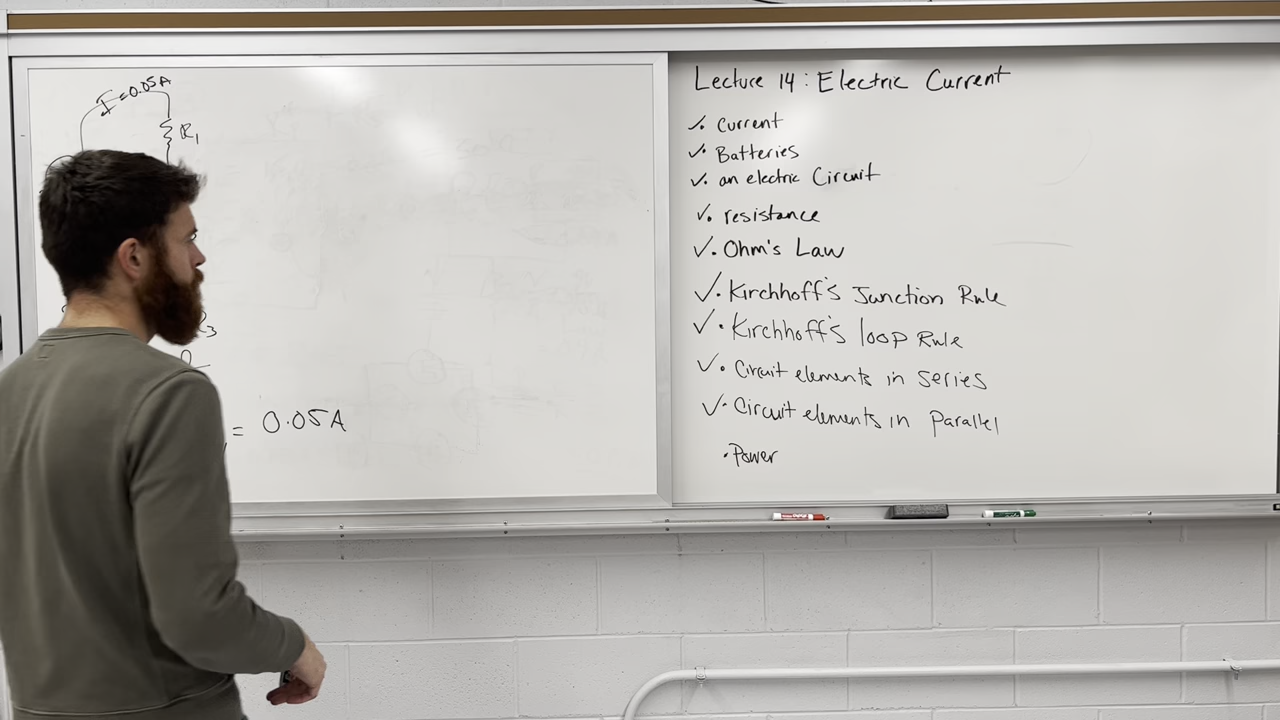 I = 0.05A
R1
R3
= 0.05A
Lecture 14: Electric Current
✓• Current
✓• Batteries
✓• an electric Circuit
✓• resistance
✓• Ohm's Law
✓• Kirchhoff's Junction Rule
✓• Kirchhoff's loop Rule
✓• Circuit elements in series
✓• Circuit elements in Parallel
• Power